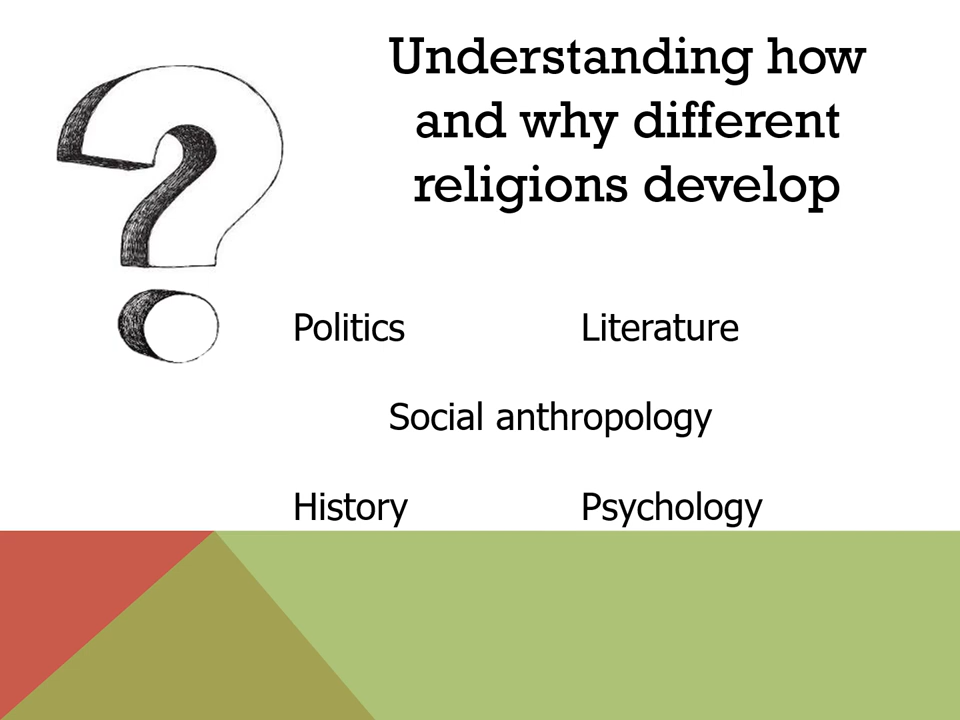 Understanding how
and why different
religions develop
Politics Literature
Social anthropology
History Psychology